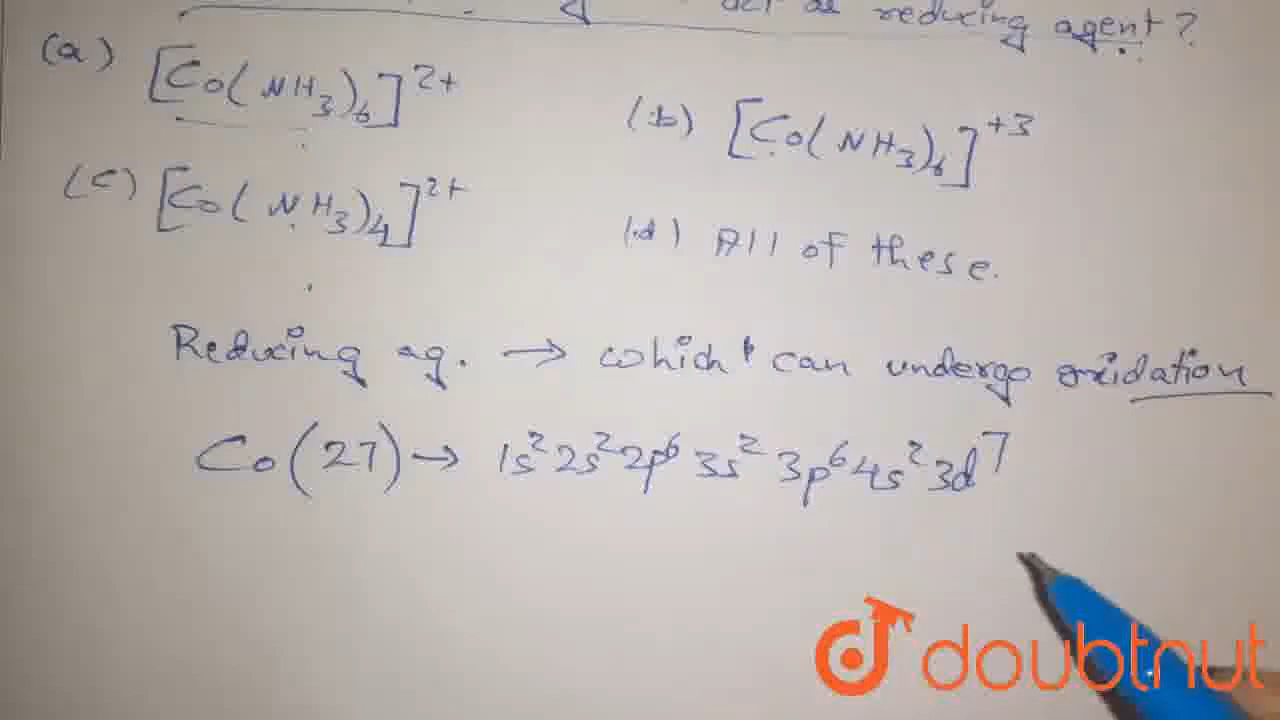 act as reducing agent?
(a) [Co(NH3)6]2+
(b) [Co(NH3)6]+3
(c) [Co(NH3)4]2+
(d) All of these.
Reducing ag. → which can undergo oxidation
Co(27) → 1s² 2s² 2p⁶ 3s² 3p⁶ 4s² 3d⁷
doubtnut